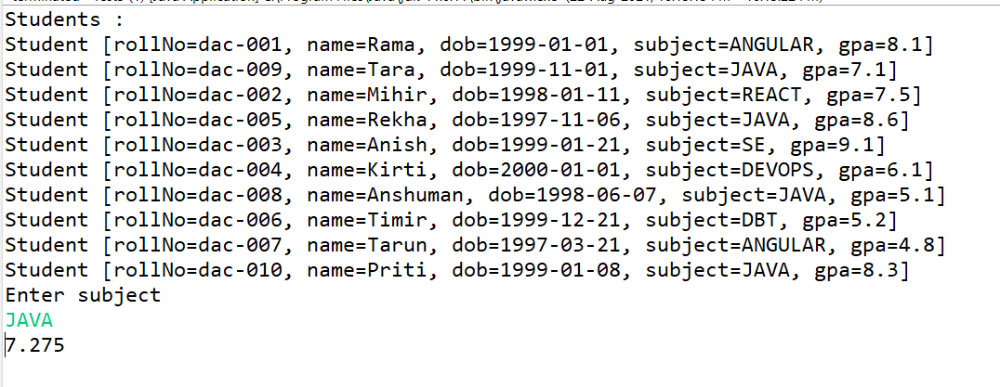 Students :
Student [rollNo=dac-001, name=Rama, dob=1999-01-01, subject=ANGULAR, gpa=8.1]
Student [rollNo=dac-009, name=Tara, dob=1999-11-01, subject=JAVA, gpa=7.1]
Student [rollNo=dac-002, name=Mihir, dob=1998-01-11, subject=REACT, gpa=7.5]
Student [rollNo=dac-005, name=Rekha, dob=1997-11-06, subject=JAVA, gpa=8.6]
Student [rollNo=dac-003, name=Anish, dob=1999-01-21, subject=SE, gpa=9.1]
Student [rollNo=dac-004, name=Kirti, dob=2000-01-01, subject=DEVOPS, gpa=6.1]
Student [rollNo=dac-008, name=Anshuman, dob=1998-06-07, subject=JAVA, gpa=5.1]
Student [rollNo=dac-006, name=Timir, dob=1999-12-21, subject=DBT, gpa=5.2]
Student [rollNo=dac-007, name=Tarun, dob=1997-03-21, subject=ANGULAR, gpa=4.8]
Student [rollNo=dac-010, name=Priti, dob=1999-01-08, subject=JAVA, gpa=8.3]
Enter subject
JAVA
7.275